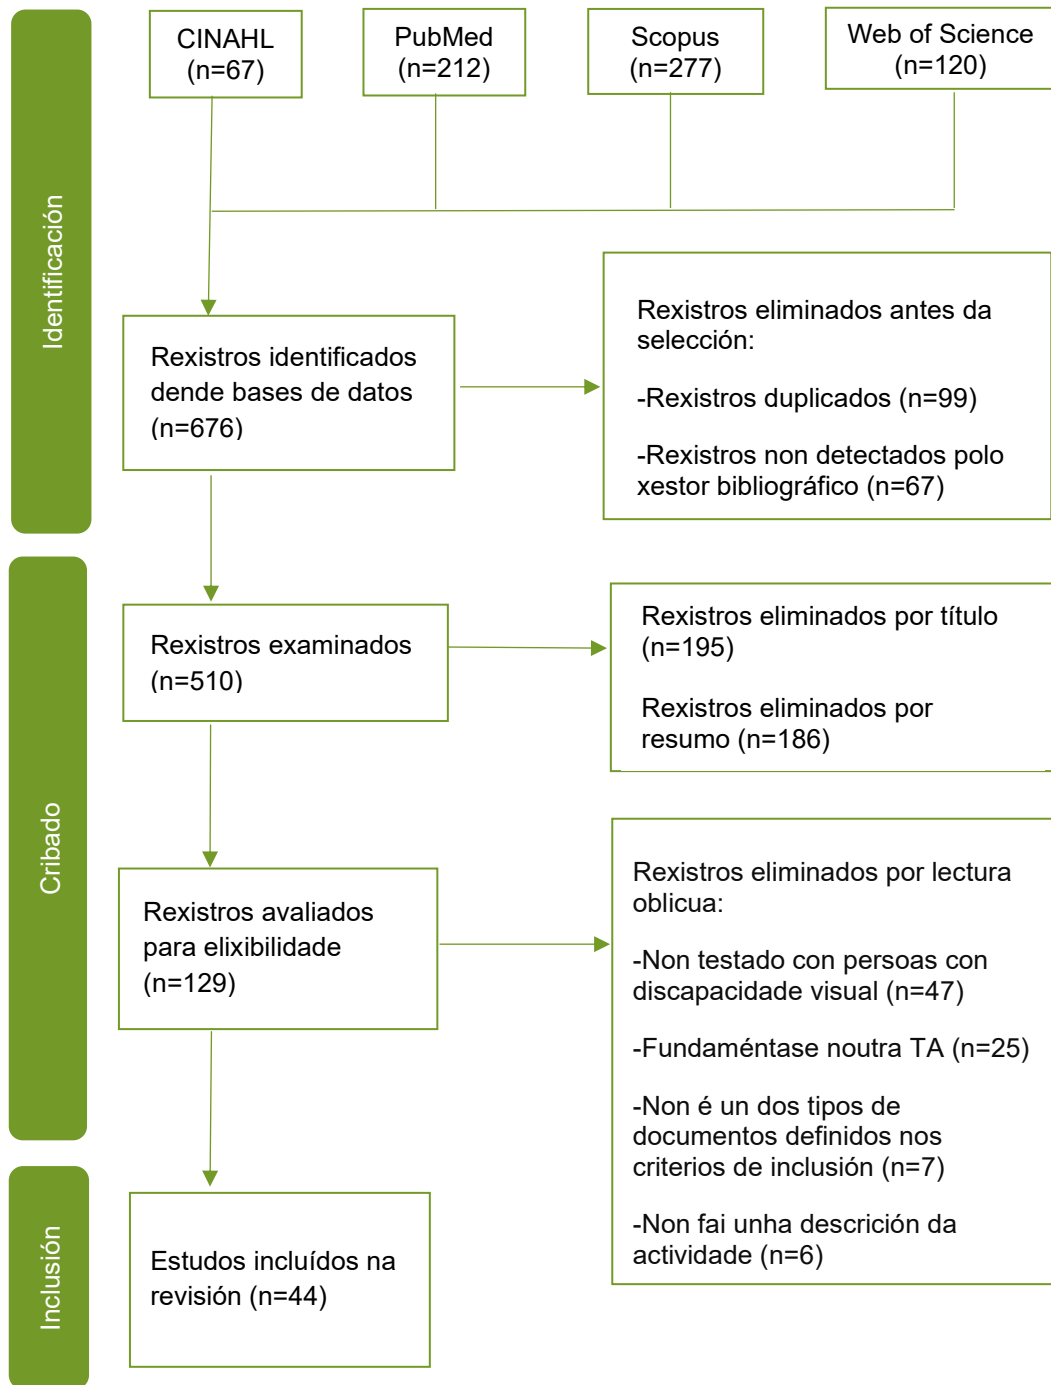 CINAHL
(n=67)
PubMed
(n=212)
Scopus
(n=277)
Web of Science
(n=120)
Identificación
Rexistros identificados
dende bases de datos
(n=676)
Rexistros eliminados antes da
selección:
-Rexistros duplicados (n=99)
-Rexistros non detectados polo
xestor bibliográfico (n=67)
Cribado
Rexistros examinados
(n=510)
Rexistros eliminados por título
(n=195)
Rexistros eliminados por
resumo (n=186)
Rexistros avaliados
para elixibilidade
(n=129)
Rexistros eliminados por lectura
oblicua:
-Non testado con persoas con
discapacidade visual (n=47)
-Fundaméntase noutra TA (n=25)
-Non é un dos tipos de
documentos definidos nos
criterios de inclusión (n=7)
-Non fai unha descrición da
actividade (n=6)
Inclusión
Estudos incluídos na
revisión (n=44)